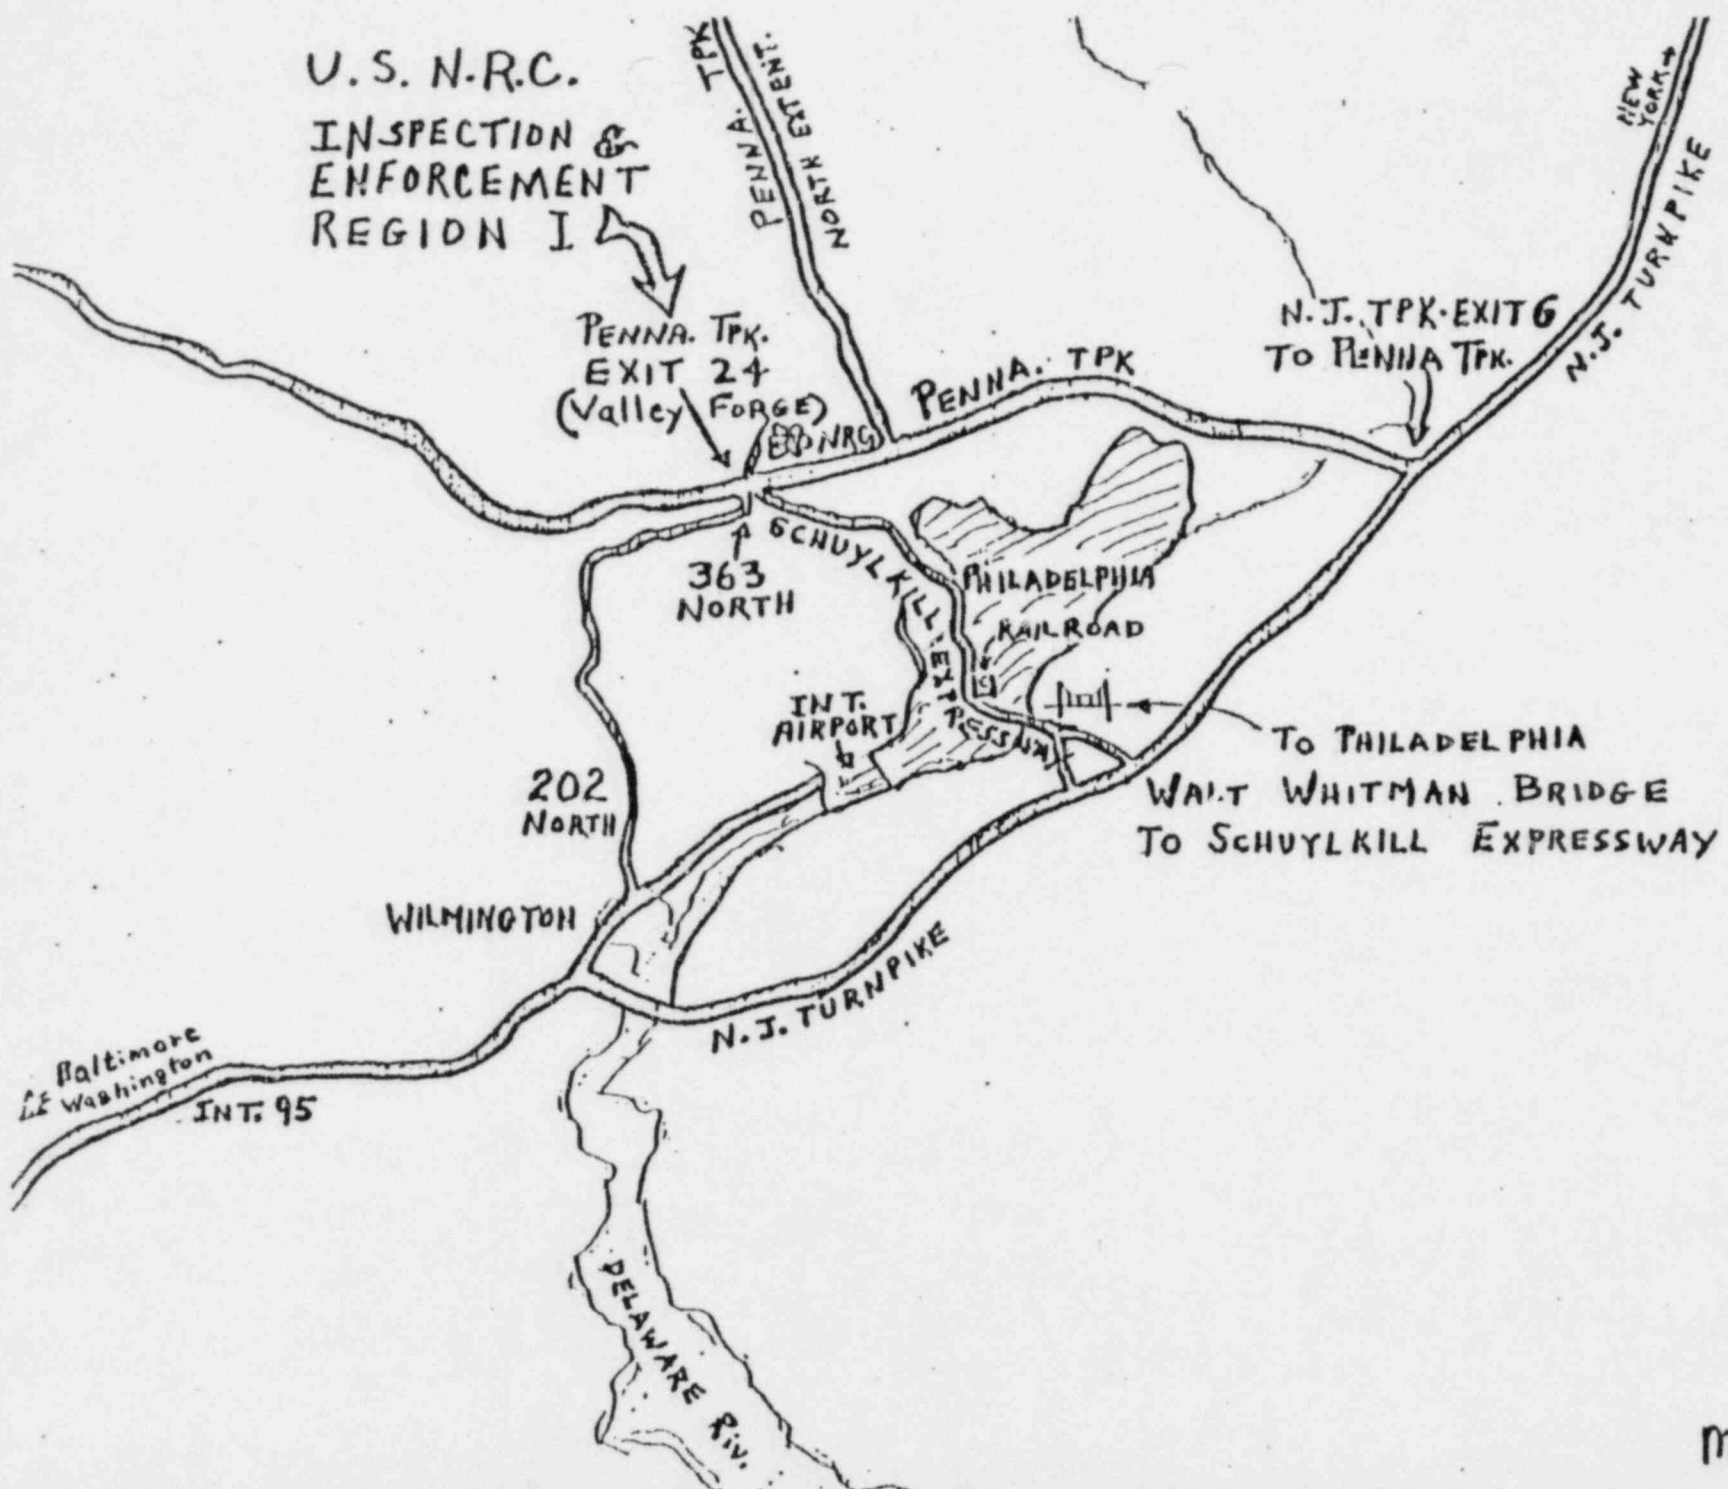 U.S. N.R.C.
INSPECTION &
ENFORCEMENT
REGION I
PENNA. TPK
NORTH EXTENT.
NEW
YORK→
N.J. TURNPIKE
PENNA. TPK.
EXIT 24
(Valley FORGE)
NRC
PENNA. TPK
N.J. TPK. EXIT 6
TO PENNA TPK.
363
NORTH
SCHUYLKILL EXPRESSWAY
PHILADELPHIA
RAILROAD
INT.
AIRPORT
TO PHILADELPHIA
WALT WHITMAN BRIDGE
TO SCHUYLKILL EXPRESSWAY
202
NORTH
WILMINGTON
N.J. TURNPIKE
Baltimore
Washington
INT. 95
DELAWARE Riv.